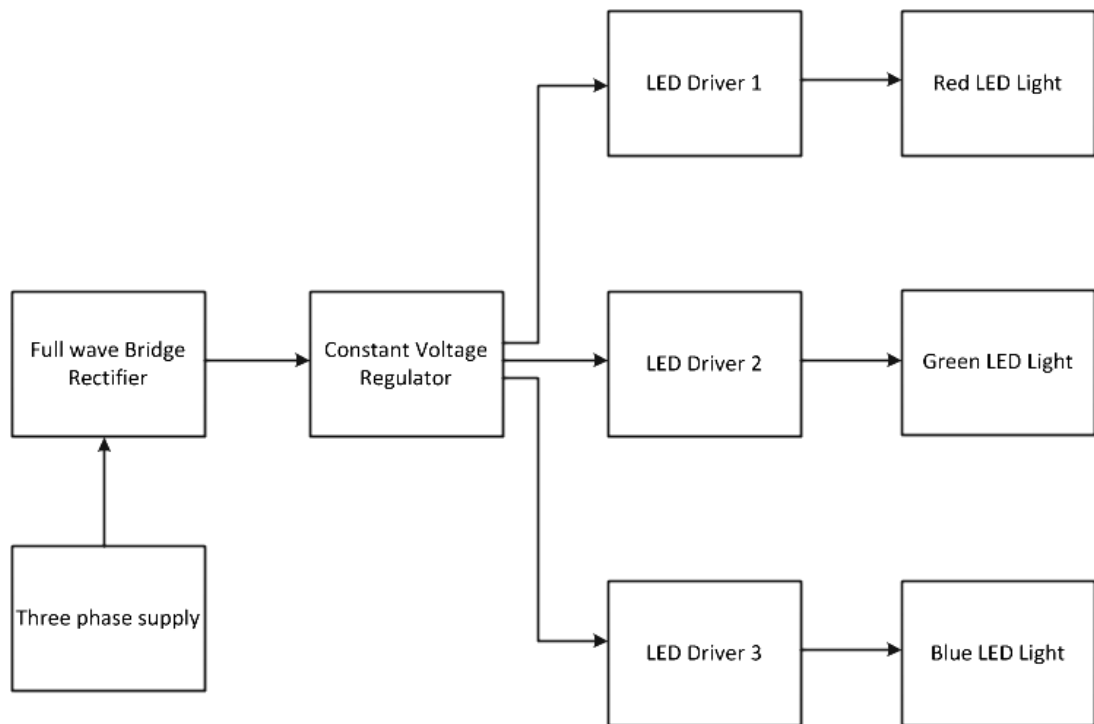 LED Driver 1
Red LED Light
Full wave Bridge
Rectifier
Constant Voltage
Regulator
LED Driver 2
Green LED Light
Three phase supply
LED Driver 3
Blue LED Light